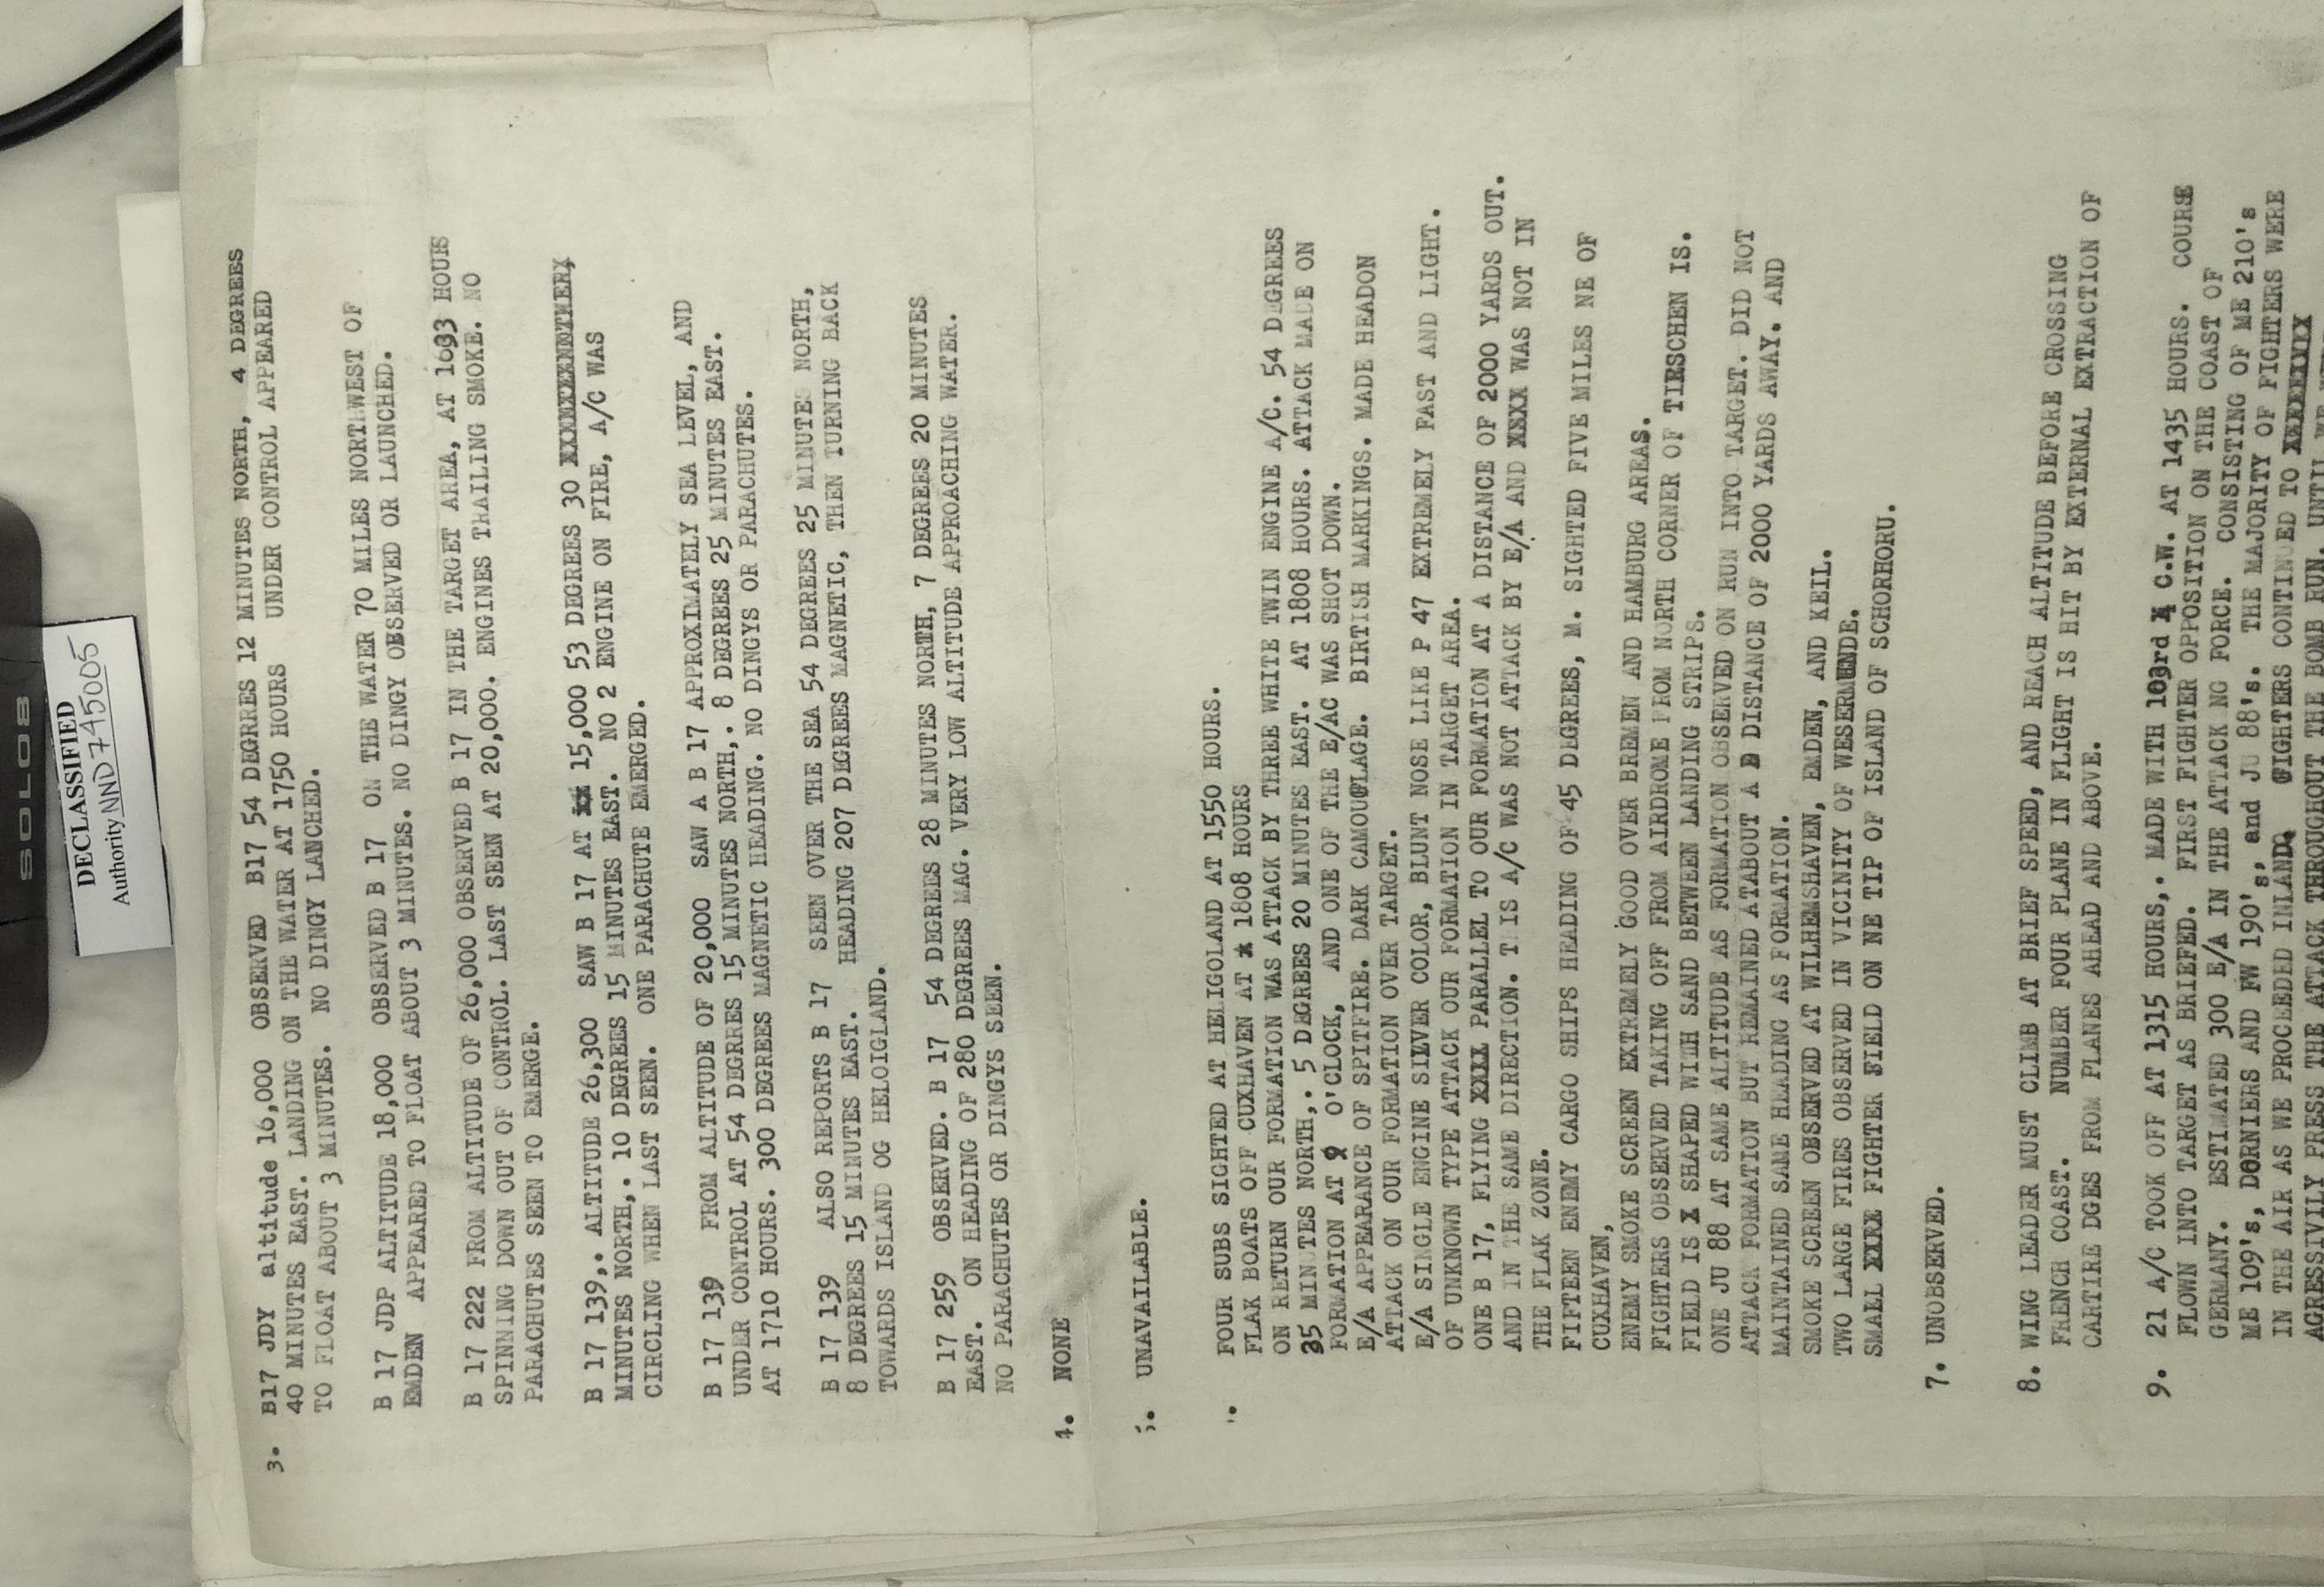 SOLO8
DECLASSIFIED
Authority NND 745005
3. B17 JDY altitude 16,000 OBSERVED B17 54 DEGRRES 12 MINUTES NORTH, 4 DEGREES
40 MINUTES EAST. LANDING ON THE WATER AT 1750 HOURS UNDER CONTROL APPEARED
TO FLOAT ABOUT 3 MINUTES. NO DINGY LANCHED.
B 17 JDP ALTITUDE 18,000 OBSERVED B 17 ON THE WATER 70 MILES NORTHWEST OF
EMDEN APPEARED TO FLOAT ABOUT 3 MINUTES. NO DINGY OBSERVED OR LAUNCHED.
B 17 222 FROM ALTITUDE OF 26,000 OBSERVED B 17 IN THE TARGET AREA, AT HOURS
SPINNING DOWN OUT OF CONTROL. LAST SEEN AT 20,000. ENGINES TRAILING SMOKE. NO
PARACHUTES SEEN TO EMERGE.
B 17 139,. ALTITUDE 26,300 SAW B 17 AT 15,000 53 DEGREES 30
MINUTES NORTH,. 10 DEGREES 15 MINUTES EAST. NO 2 ENGINE ON FIRE, A/C WAS
CIRCLING WHEN LAST SEEN. ONE PARACHUTE EMERGED.
B 17 139 FROM ALTITUDE OF 20,000 SAW A B 17 APPROXIMATELY SEA LEVEL, AND
UNDER CONTROL AT 54 DEGRRES 15 MINUTES NORTH,. 8 DEGREES 25 MINUTES EAST.
AT 1710 HOURS. 300 DEGREES MAGNETIC HEADING. NO DINGYS OR PARACHUTES.
B 17 139 ALSO REPORTS B 17 SEEN OVER THE SEA 54 DEGREES 25 MINUTES NORTH,
8 DEGREES 15 MINUTES EAST. HEADING 207 DEGREES MAGNETIC, THEN TURNING BACK
TOWARDS ISLAND OG HELOIGLAND.
B 17 259 OBSERVED. B 17 54 DEGREES 28 MINUTES NORTH, 7 DEGREES 20 MINUTES
EAST. ON HEADING OF 280 DEGREES MAG. VERY LOW ALTITUDE APPROACHING WATER.
NO PARACHUTES OR DINGYS SEEN.
4. NONE
UNAVAILABLE.
FOUR SUBS SIGHTED AT HELIGOLAND AT 1550 HOURS.
FLAK BOATS OFF CUXHAVEN AT 1808 HOURS
ON RETURN OUR FORMATION WAS ATTACK BY THREE WHITE TWIN ENGINE A/C. 54 DEGREES
35 MINUTES NORTH,. 5 DEGREES 20 MINUTES EAST. AT 1808 HOURS. ATTACK MADE ON
FORMATION AT 9 O'CLOCK, AND ONE OF THE E/AC WAS SHOT DOWN.
E/A APPEARANCE OF SPITFIRE. DARK CAMOUFLAGE. BIRTISH MARKINGS. MADE HEADON
ATTACK ON OUR FORMATION OVER TARGET.
E/A SINGLE ENGINE SILVER COLOR, BLUNT NOSE LIKE P 47 EXTREMELY FAST AND LIGHT.
OF UNKNOWN TYPE ATTACK OUR FORMATION IN TARGET AREA.
ONE B 17, FLYING XXXX PARALLEL TO OUR FORMATION AT A DISTANCE OF 2000 YARDS OUT.
AND IN THE SAME DIRECTION. THIS A/C WAS NOT ATTACK BY E/A AND XXXX WAS NOT IN
THE FLAK ZONE.
FIFTEEN ENEMY CARGO SHIPS HEADING OF 45 DEGREES, M. SIGHTED FIVE MILES NE OF
CUXHAVEN,
ENEMY SMOKE SCREEN EXTREMELY GOOD OVER BREMEN AND HAMBURG AREAS.
FIGHTERS OBSERVED TAKING OFF FROM AIRDROME FROM NORTH CORNER OF TIRSCHEN IS.
FIELD IS X SHAPED WITH SAND BETWEEN LANDING STRIPS.
ONE JU 88 AT SAME ALTITUDE AS FORMATION OBSERVED ON RUN INTO TARGET. DID NOT
ATTACK FORMATION BUT REMAINED ATABOUT A DISTANCE OF 2000 YARDS AWAY. AND
MAINTAINED SAME HEADING AS FORMATION.
SMOKE SCREEN OBSERVED AT WILHEMSHAVEN, EMDEN, AND KEIL.
TWO LARGE FIRES OBSERVED IN VICINITY OF WESERMUNDE.
SMALL FIGHTER FIELD ON NE TIP OF ISLAND OF SCHORHORU.
7. UNOBSERVED.
8. WING LEADER MUST CLIMB AT BRIEF SPEED, AND REACH ALTITUDE BEFORE CROSSING
FRENCH COAST. NUMBER FOUR PLANE IN FLIGHT IS HIT BY EXTERNAL EXTRACTION OF
CARTIRE DGES FROM PLANES AHEAD AND ABOVE.
9. 21 A/C TOOK OFF AT 1315 HOURS,. MADE WITH 103rd C.W. AT 1435 HOURS. COURSE
FLOWN INTO TARGET AS BRIEFED. FIRST FIGHTER OPPOSITION ON THE COAST OF
GERMANY. ESTIMATED 300 E/A IN THE ATTACK NG FORCE. CONSISTING OF ME 210's
ME 109's, DORNIERS AND FW 190's, and JU 88's. THE MAJORITY OF FIGHTERS WERE
IN THE AIR AS WE PROCEEDED INLAND. FIGHTERS CONTINUED TO
AGRESSIVILY PRESS THE ATTACK THROUGHOUT THE BOMB RUN. UNTIL